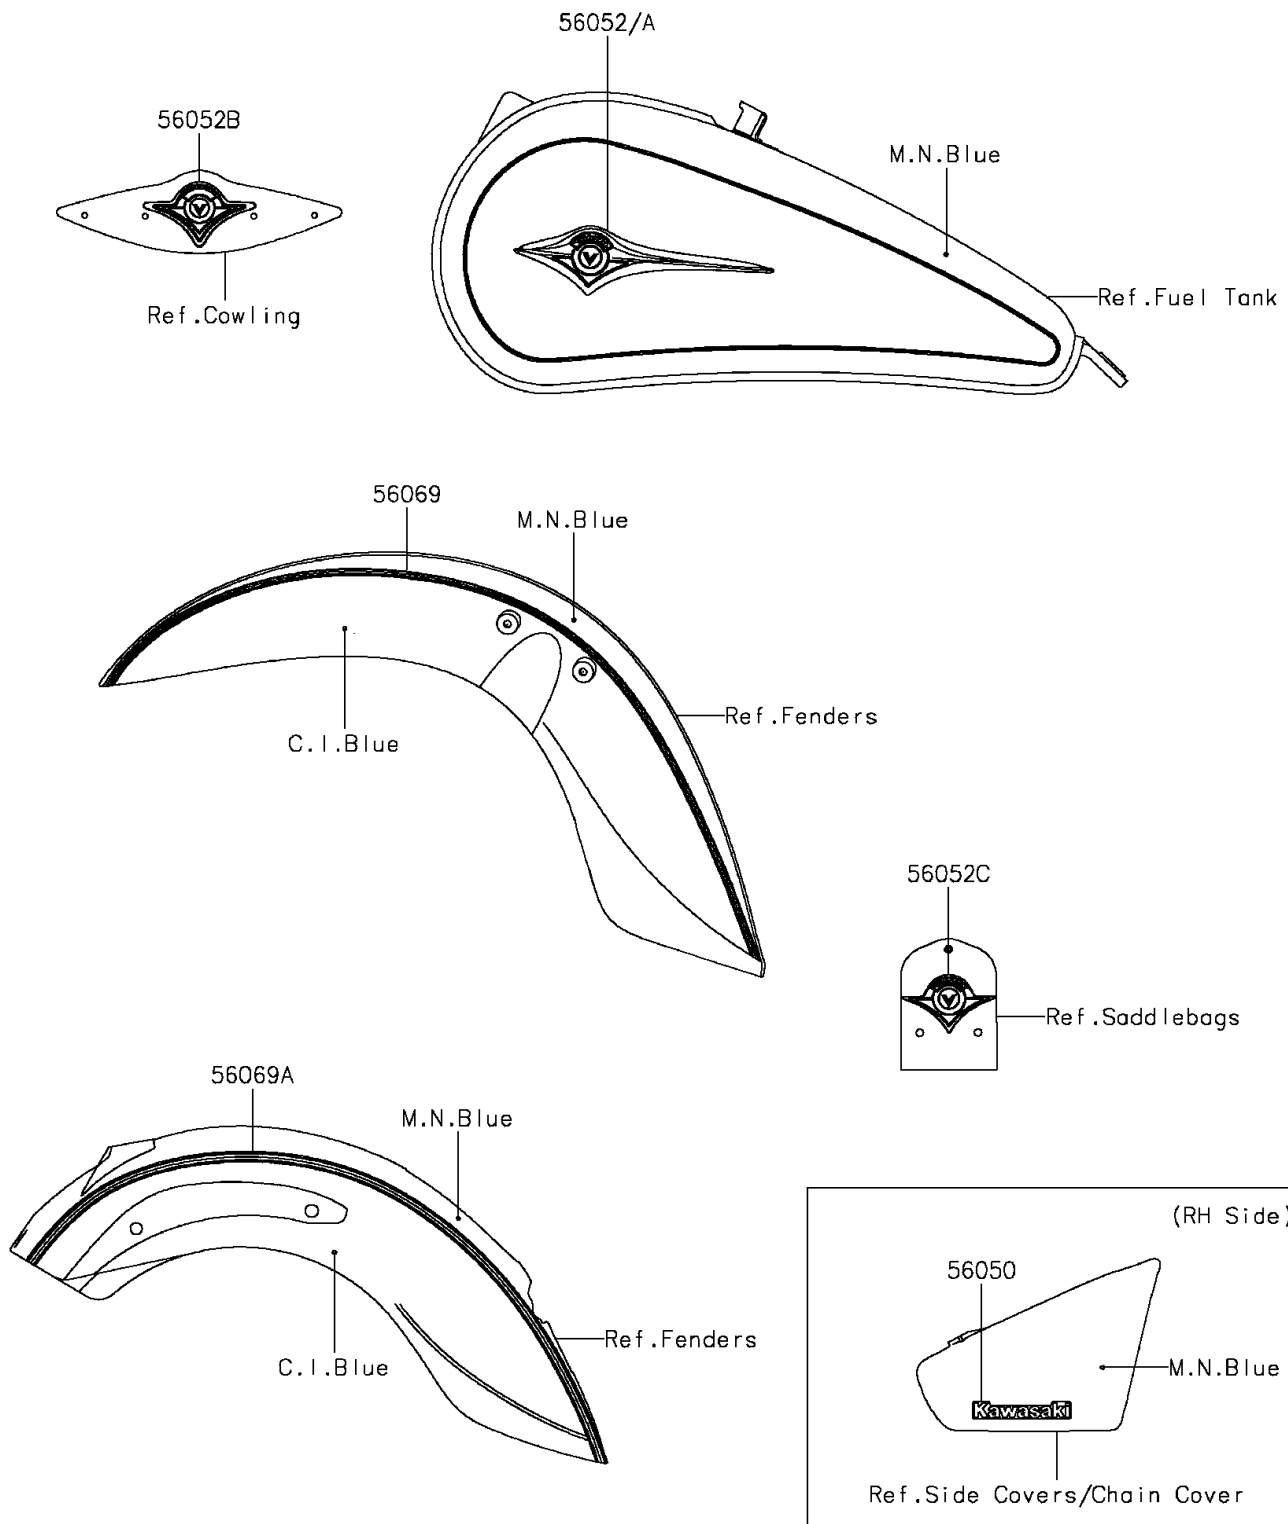 56052/A
56052B
M.N.Blue
V
V
Ref.Fuel Tank
Ref.Cowling
56069
M.N.Blue
Ref.Fenders
C.I.Blue
56052C
V
Ref.Saddlebags
56069A
M.N.Blue
(RH Side)
56050
Ref.Fenders
C.I.Blue
M.N.Blue
Kawasaki
Ref.Side Covers/Chain Cover